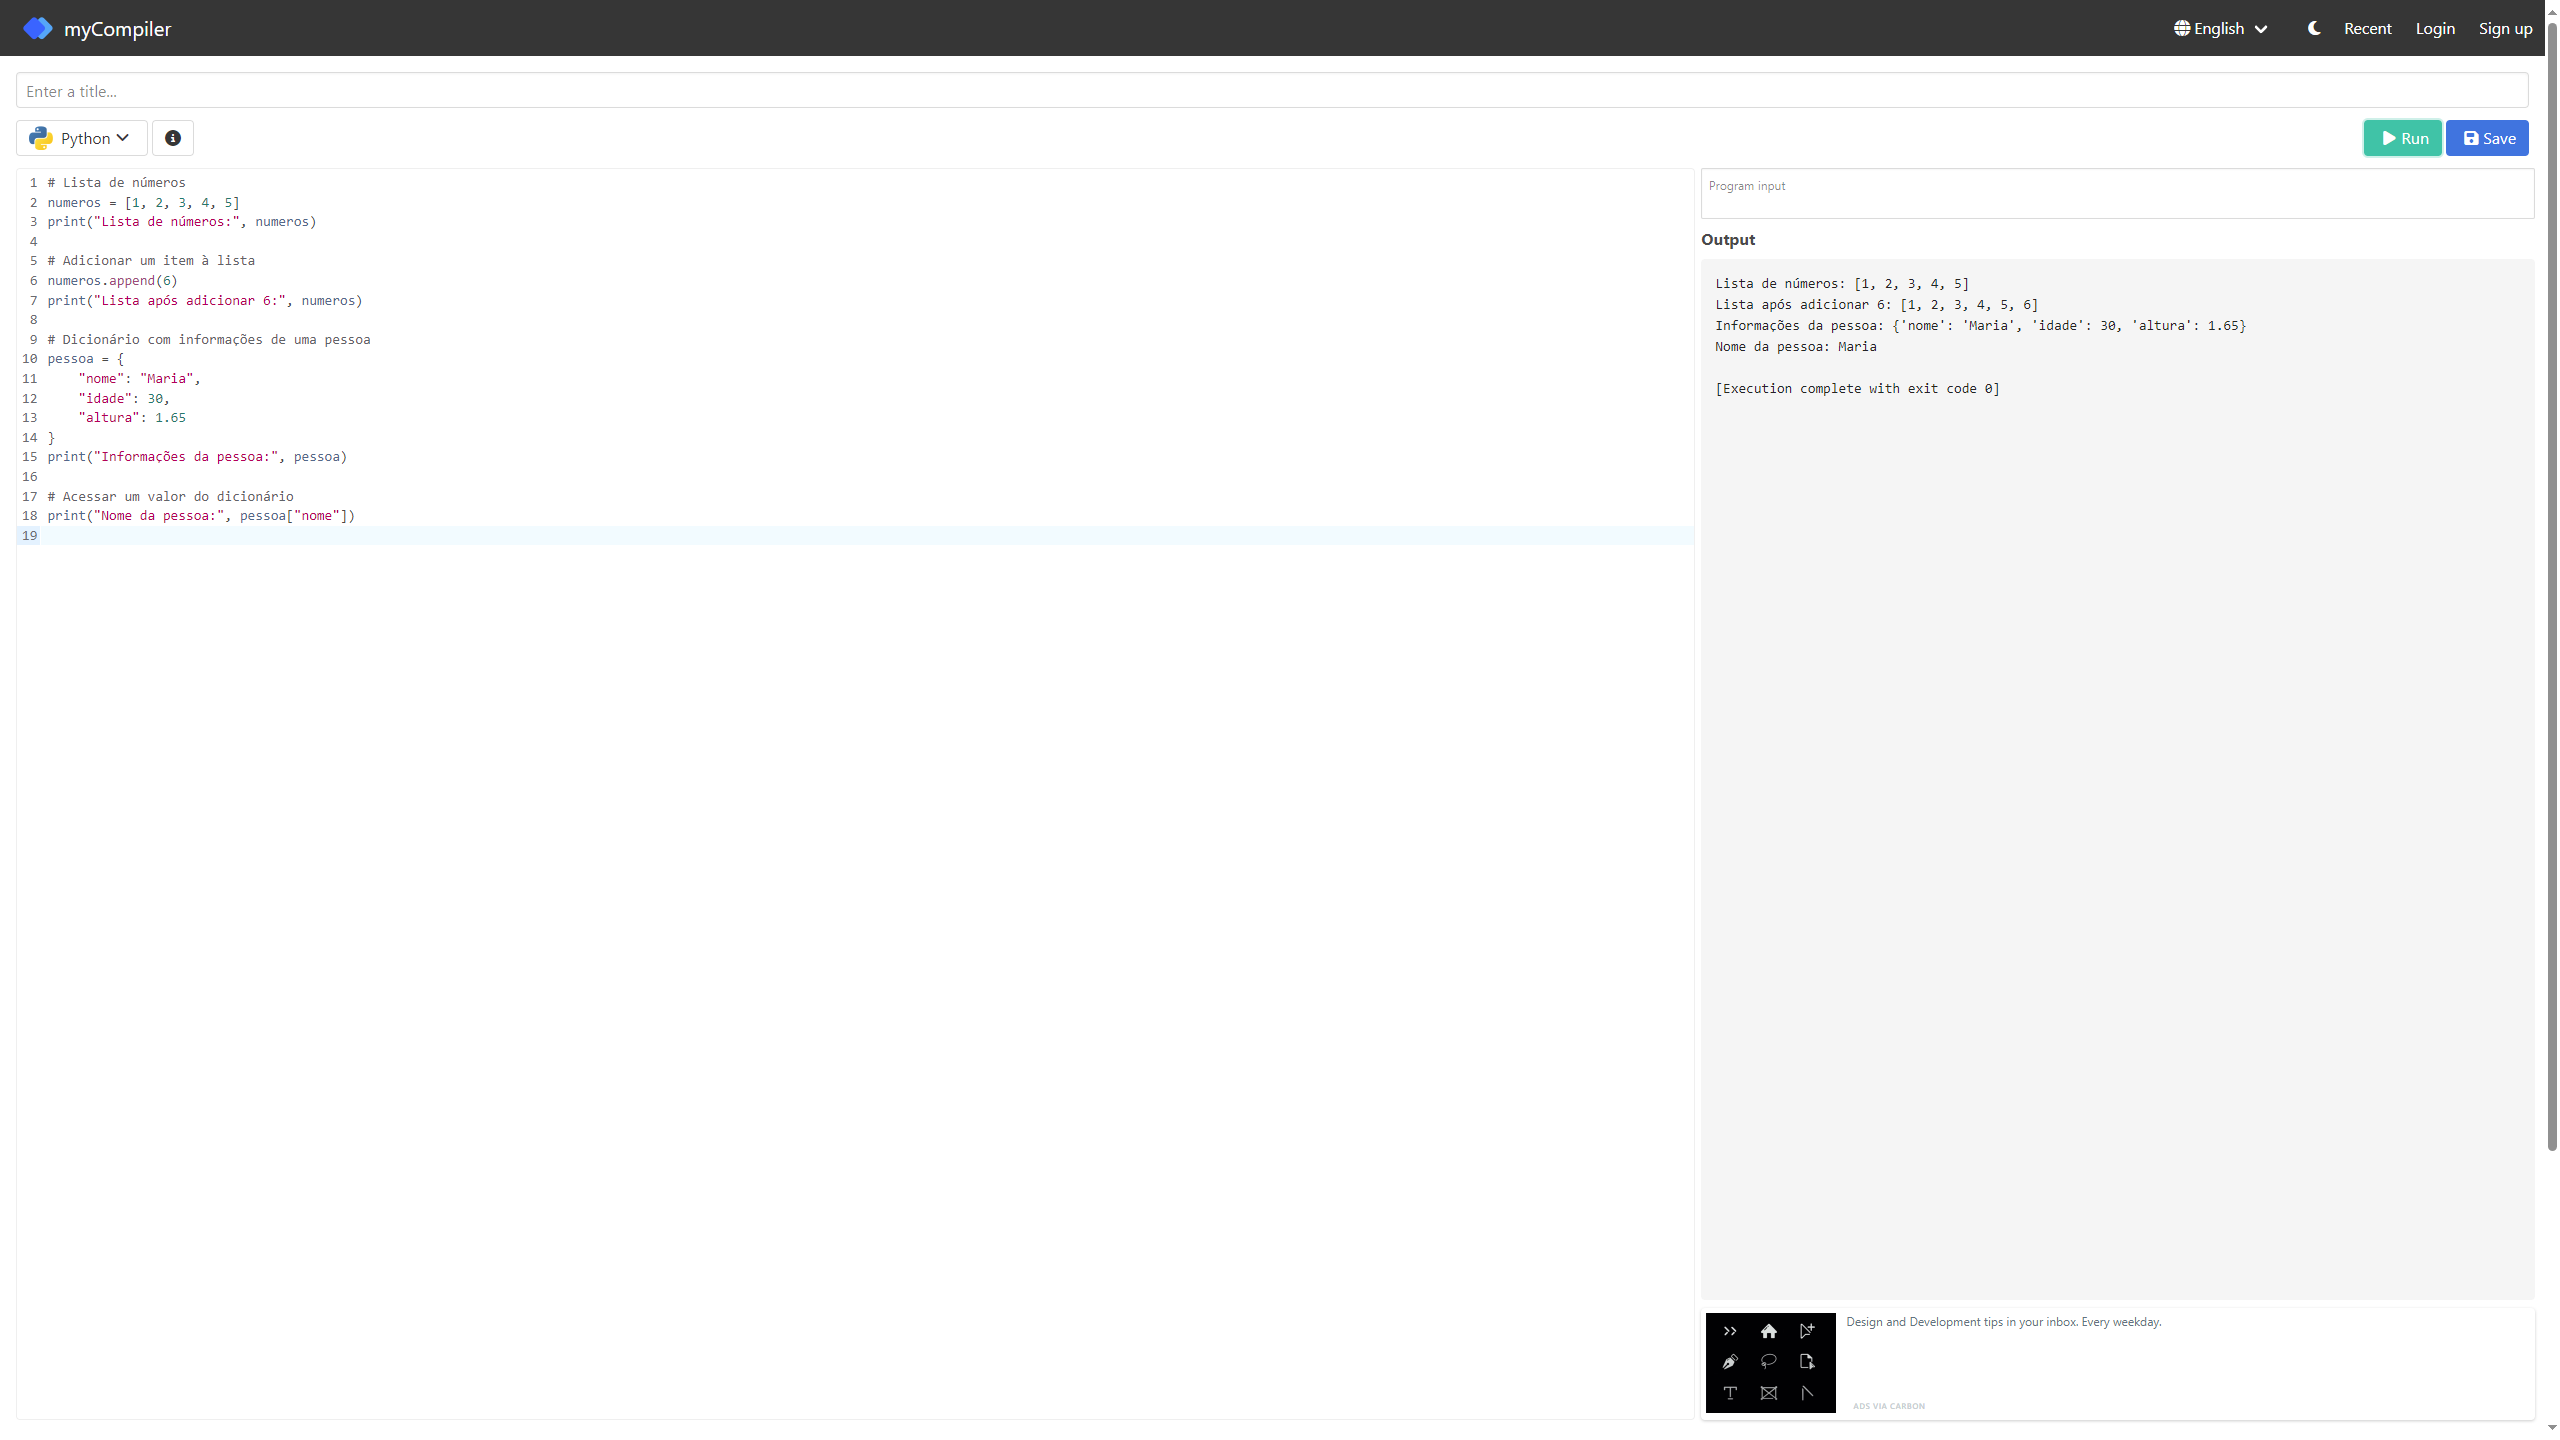 myCompiler
English
Recent
Login
Sign up
Enter a title...
Python
Run
Save
1 # Lista de números
2 numeros = [1, 2, 3, 4, 5]
3 print("Lista de números:", numeros)
4
5 # Adicionar um item à lista
6 numeros.append(6)
7 print("Lista após adicionar 6:", numeros)
8
9 # Dicionário com informações de uma pessoa
10 pessoa = {
11     "nome": "Maria",
12     "idade": 30,
13     "altura": 1.65
14 }
15 print("Informações da pessoa:", pessoa)
16
17 # Acessar um valor do dicionário
18 print("Nome da pessoa:", pessoa["nome"])
19
Program input
Output
Lista de números: [1, 2, 3, 4, 5]
Lista após adicionar 6: [1, 2, 3, 4, 5, 6]
Informações da pessoa: {'nome': 'Maria', 'idade': 30, 'altura': 1.65}
Nome da pessoa: Maria
[Execution complete with exit code 0]
Design and Development tips in your inbox. Every weekday.
ADS VIA CARBON